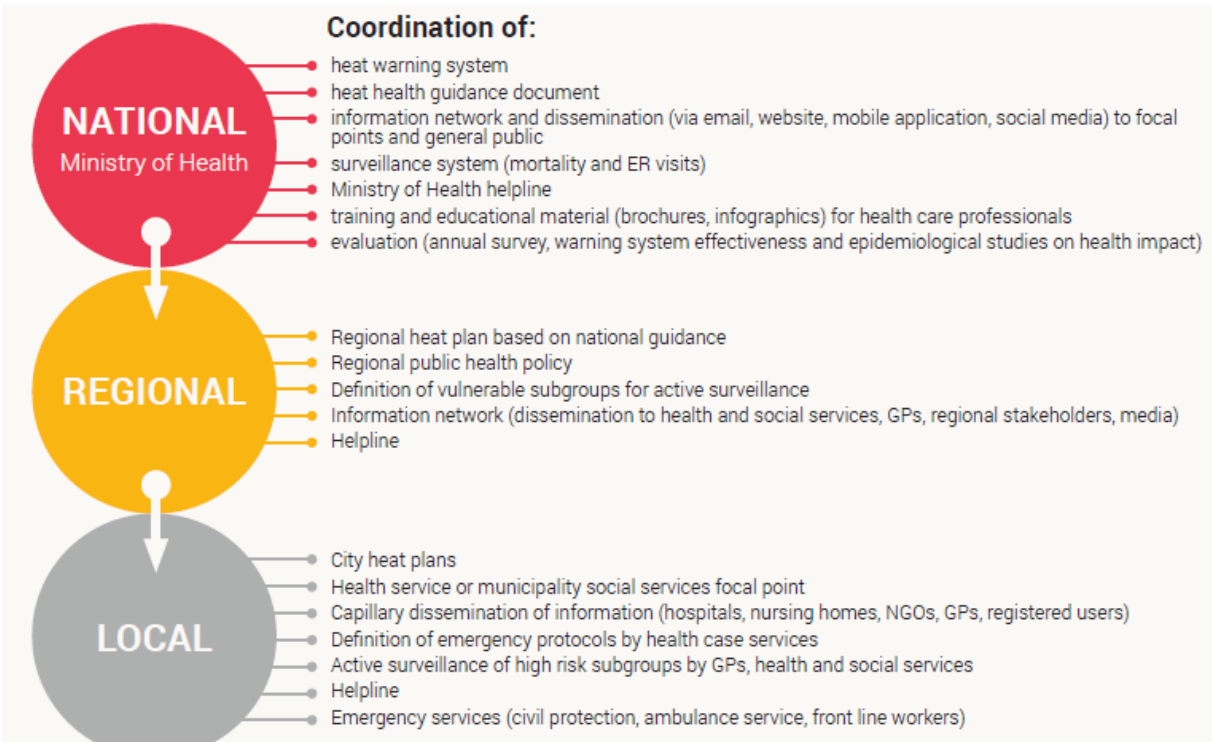 Coordination of:
NATIONAL
Ministry of Health
heat warning system
heat health guidance document
information network and dissemination (via email, website, mobile application, social media) to focal
points and general public
surveillance system (mortality and ER visits)
Ministry of Health helpline
training and educational material (brochures, infographics) for health care professionals
evaluation (annual survey, warning system effectiveness and epidemiological studies on health impact)
REGIONAL
Regional heat plan based on national guidance
Regional public health policy
Definition of vulnerable subgroups for active surveillance
Information network (dissemination to health and social services, GPs, regional stakeholders, media)
Helpline
LOCAL
City heat plans
Health service or municipality social services focal point
Capillary dissemination of information (hospitals, nursing homes, NGOs, GPs, registered users)
Definition of emergency protocols by health case services
Active surveillance of high risk subgroups by GPs, health and social services
Helpline
Emergency services (civil protection, ambulance service, front line workers)